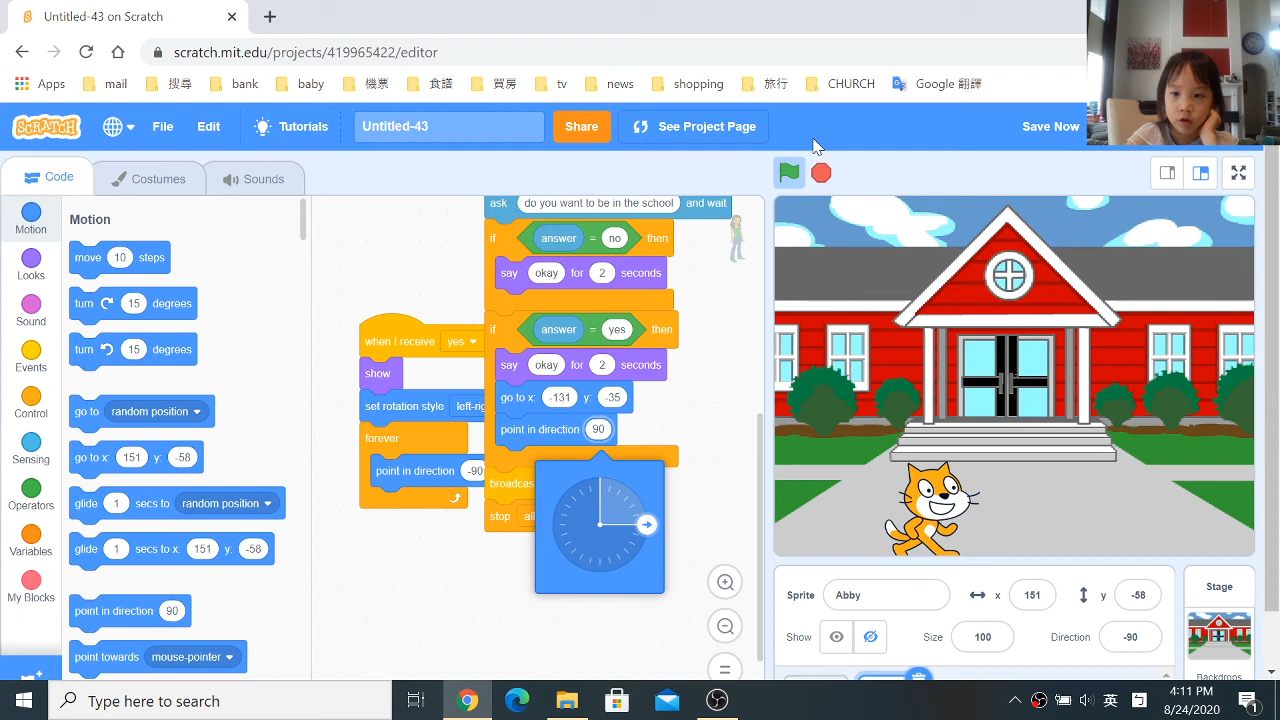 Untitled-43 on Scratch
scratch.mit.edu/projects/419965422/editor
Apps mail 搜尋 bank baby 機票 食譜 買房 tv news shopping 旅行 CHURCH Google 翻譯
SCRATCH File Edit Tutorials Untitled-43 Share See Project Page Save Now
Code Costumes Sounds
Motion
Looks
Sound
Events
Control
Sensing
Operators
Variables
My Blocks
Motion
move 10 steps
turn 15 degrees
turn 15 degrees
go to random position
go to x: 151 y: -58
glide 1 secs to random position
glide 1 secs to x: 151 y: -58
point in direction 90
point towards mouse-pointer
when I receive yes
show
set rotation style left-rig
forever
point in direction -90
ask do you want to be in the school and wait
if answer = no then
say okay for 2 seconds
if answer = yes then
say okay for 2 seconds
go to x: -131 y: -35
point in direction 90
broadcas
stop all
Sprite Abby x 151 y -58
Show Size 100 Direction -90
Stage
Backdrops
Type here to search
英
4:11 PM
8/24/2020
1